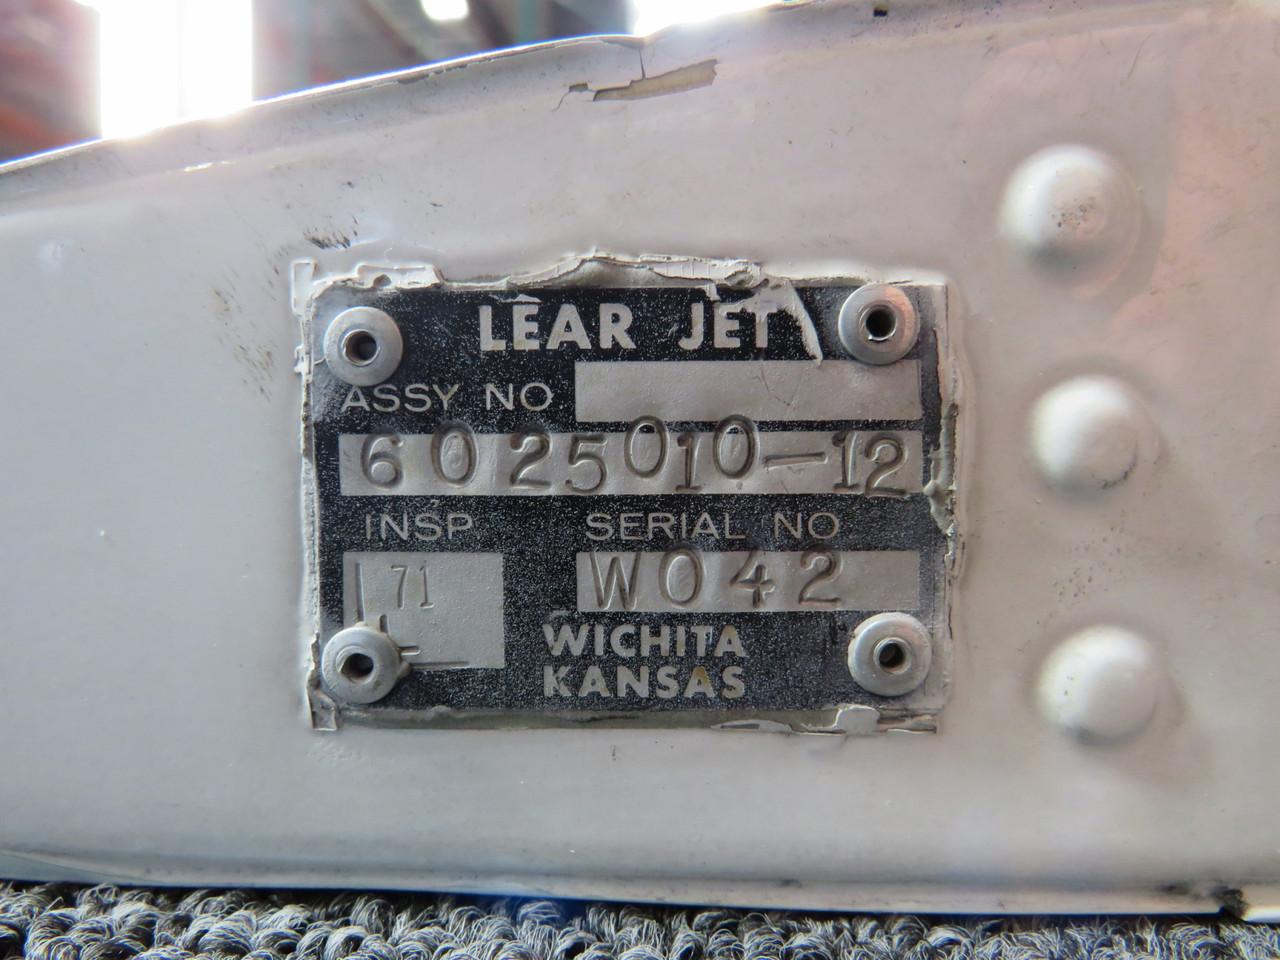 LEAR JET
ASSY NO
6025010-12
INSP SERIAL NO
71 W042
WICHITA
KANSAS